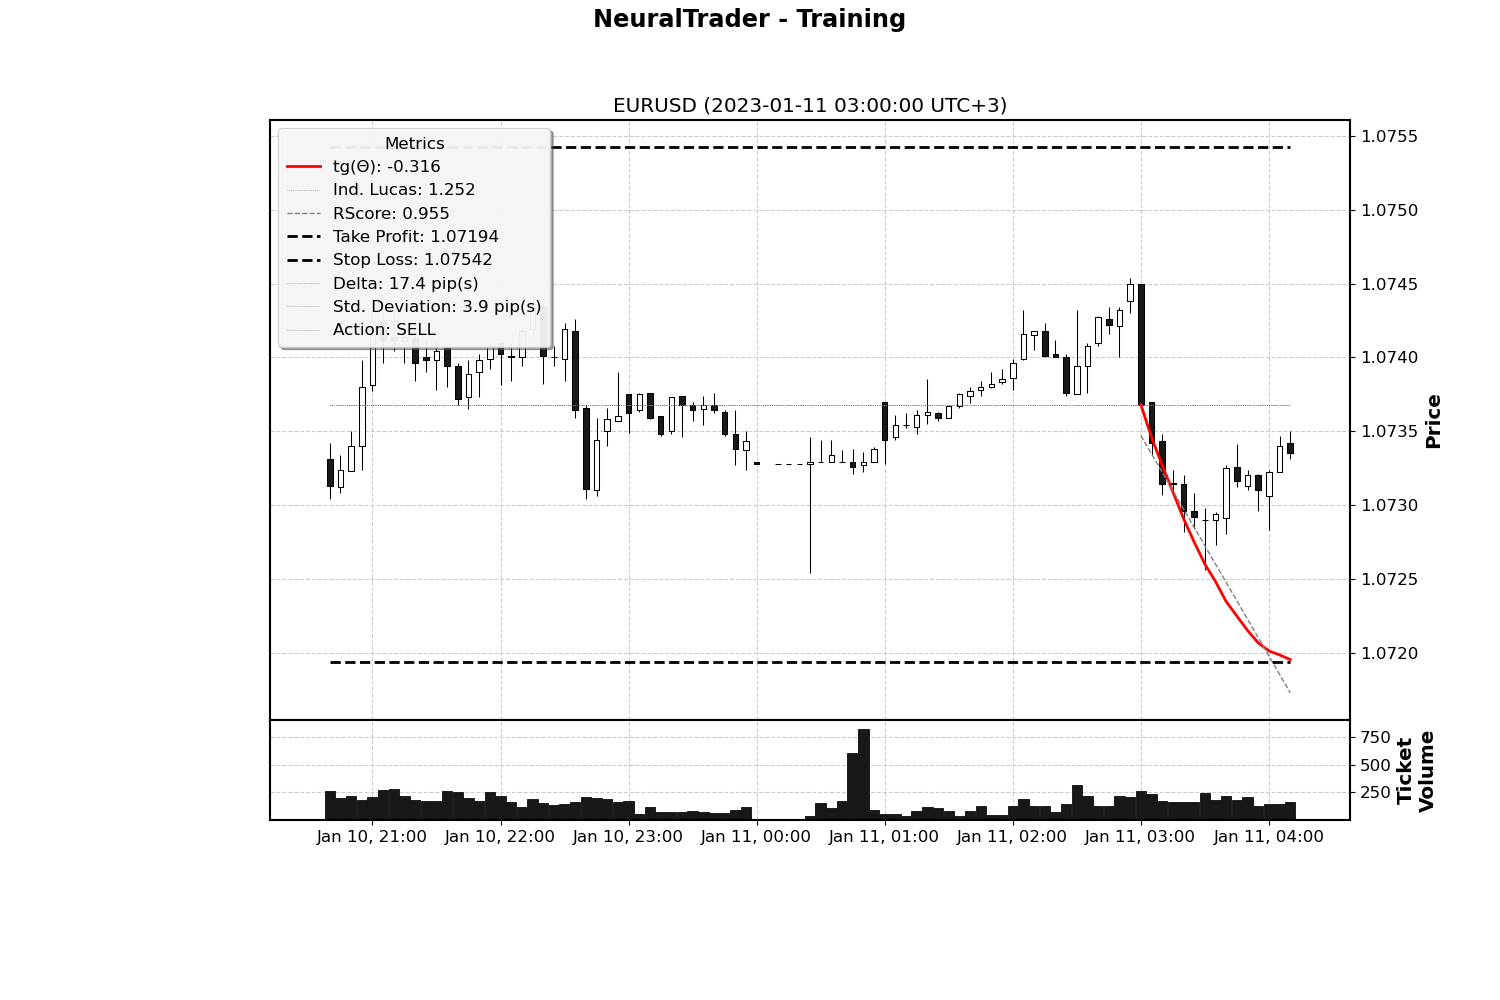 NeuralTrader - Training
EURUSD (2023-01-11 03:00:00 UTC+3)
Metrics
tg(Θ): -0.316
Ind. Lucas: 1.252
RScore: 0.955
Take Profit: 1.07194
Stop Loss: 1.07542
Delta: 17.4 pip(s)
Std. Deviation: 3.9 pip(s)
Action: SELL
1.0755
1.0750
1.0745
1.0740
1.0735
1.0730
1.0725
1.0720
Price
750
500
250
Ticket
Volume
Jan 10, 21:00
Jan 10, 22:00
Jan 10, 23:00
Jan 11, 00:00
Jan 11, 01:00
Jan 11, 02:00
Jan 11, 03:00
Jan 11, 04:00